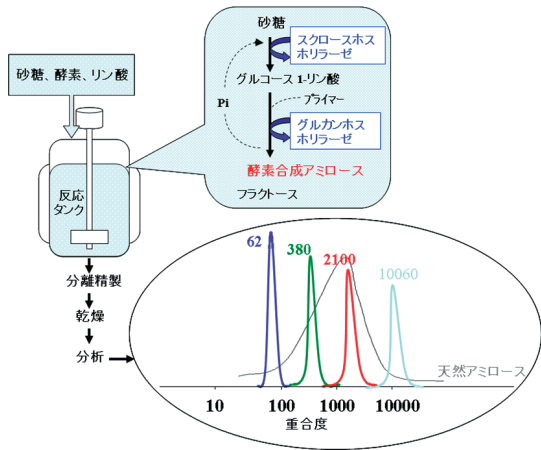 砂糖
スクロースホス
ホリラーゼ
砂糖、酵素、リン酸
グルコース 1-リン酸
Pi
プライマー
グルカンホス
ホリラーゼ
酵素合成アミロース
フラクトース
反応
タンク
分離精製
乾燥
分析
62
380
2100
10060
天然アミロース
10
100
1000
10000
重合度